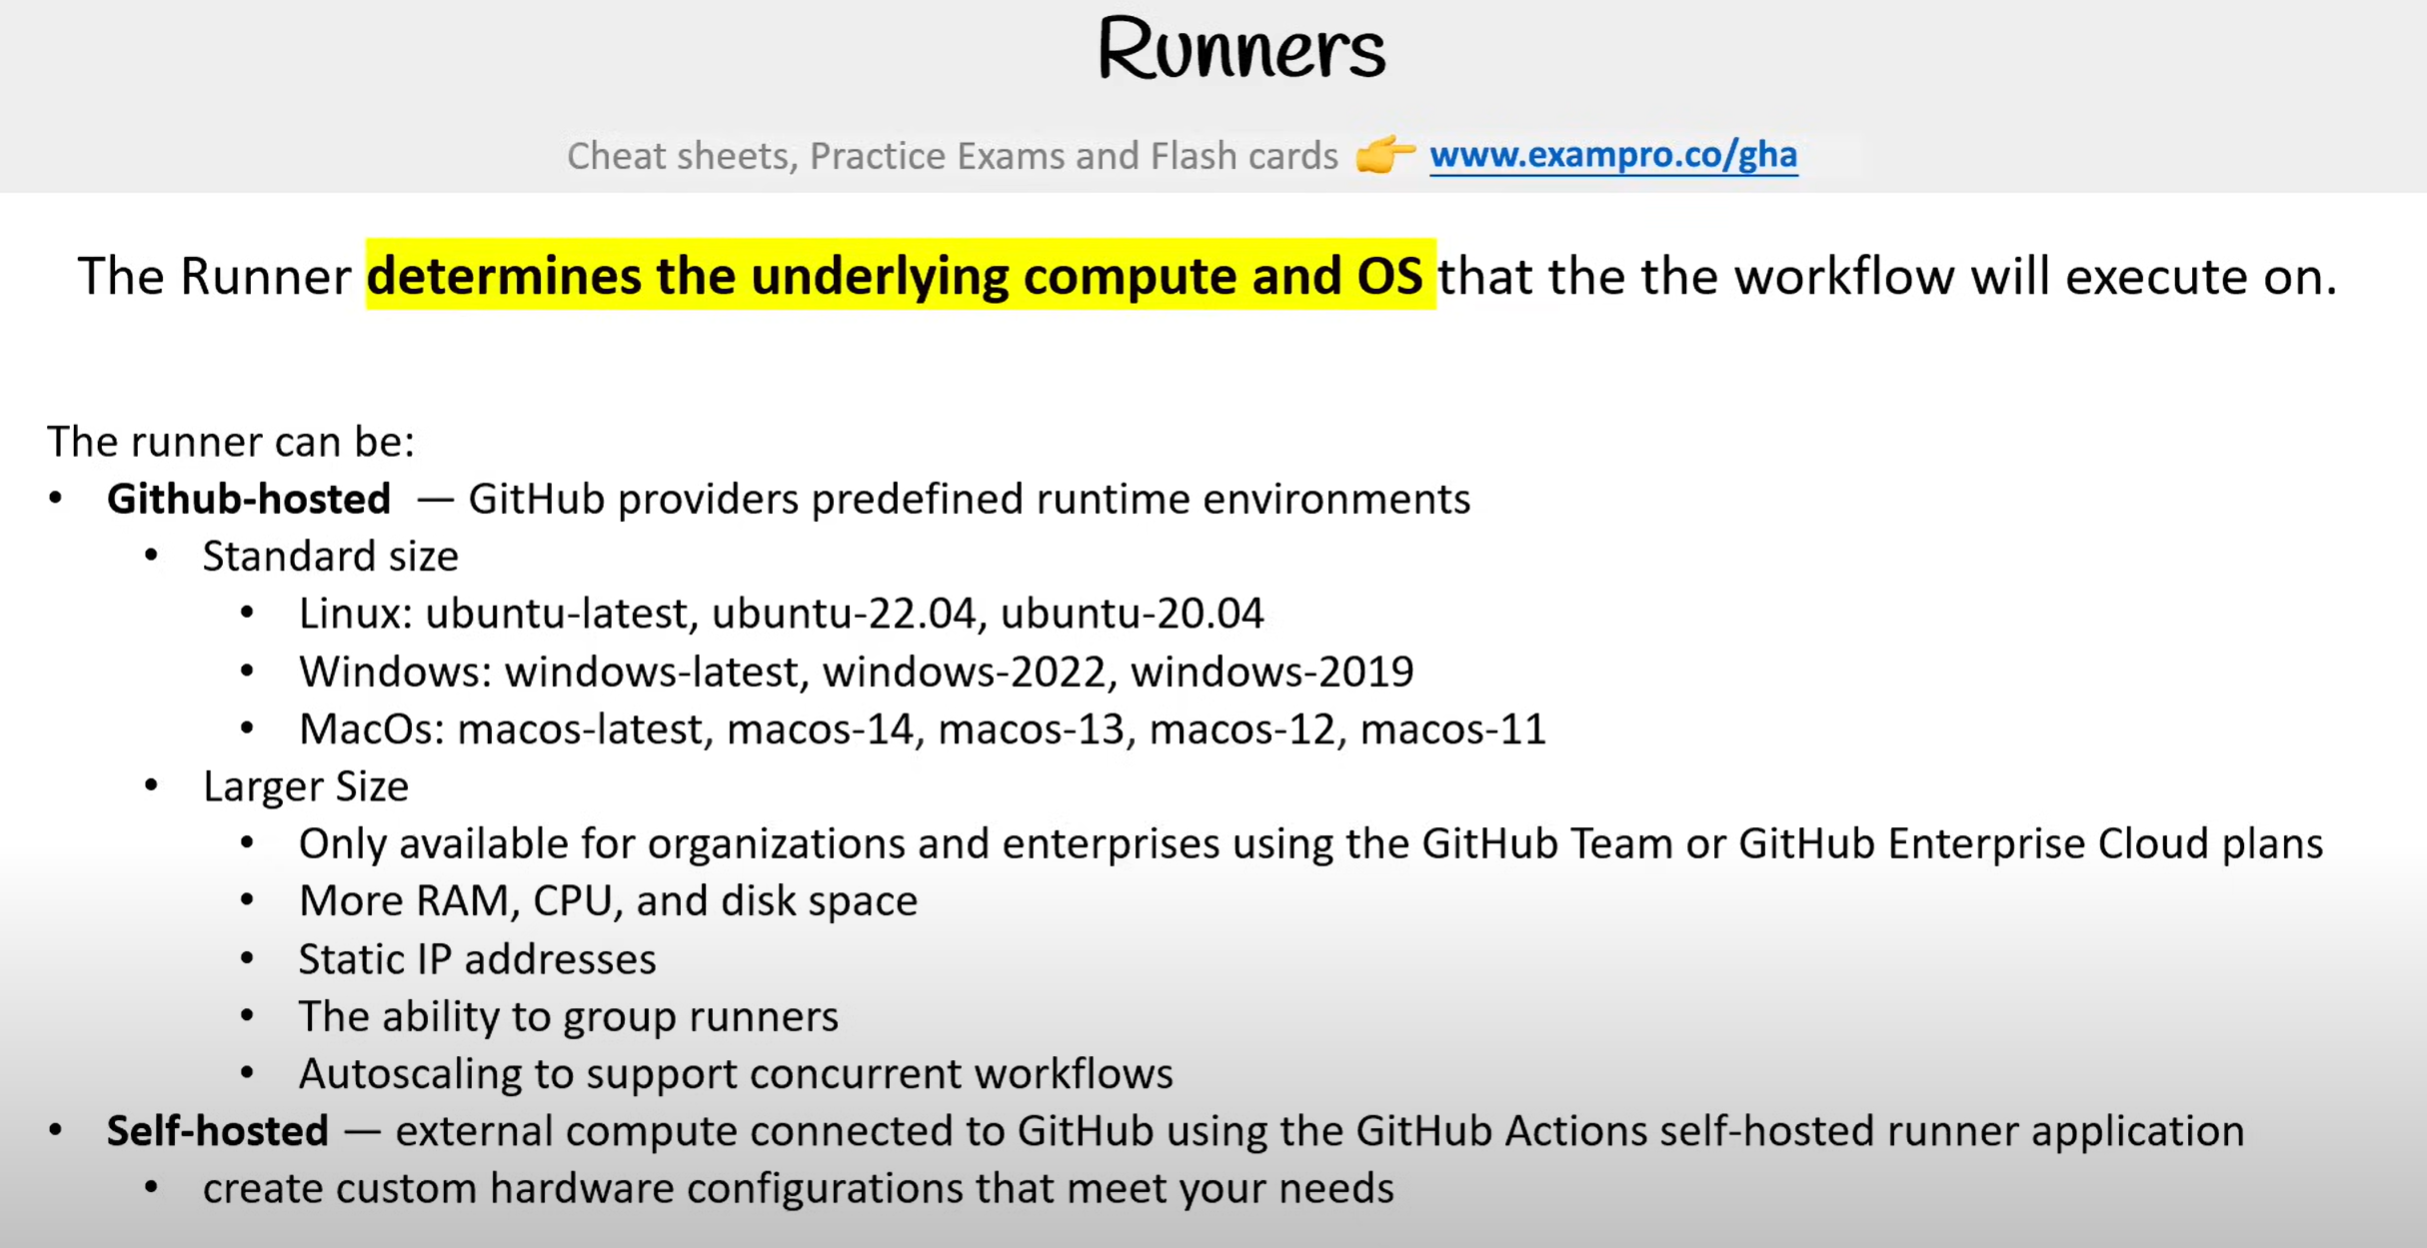 Runners
Cheat sheets, Practice Exams and Flash cards 👉 www.exampro.co/gha
The Runner determines the underlying compute and OS that the the workflow will execute on.
The runner can be:
• Github-hosted — GitHub providers predefined runtime environments
• Standard size
• Linux: ubuntu-latest, ubuntu-22.04, ubuntu-20.04
• Windows: windows-latest, windows-2022, windows-2019
• MacOs: macos-latest, macos-14, macos-13, macos-12, macos-11
• Larger Size
• Only available for organizations and enterprises using the GitHub Team or GitHub Enterprise Cloud plans
• More RAM, CPU, and disk space
• Static IP addresses
• The ability to group runners
• Autoscaling to support concurrent workflows
• Self-hosted — external compute connected to GitHub using the GitHub Actions self-hosted runner application
• create custom hardware configurations that meet your needs